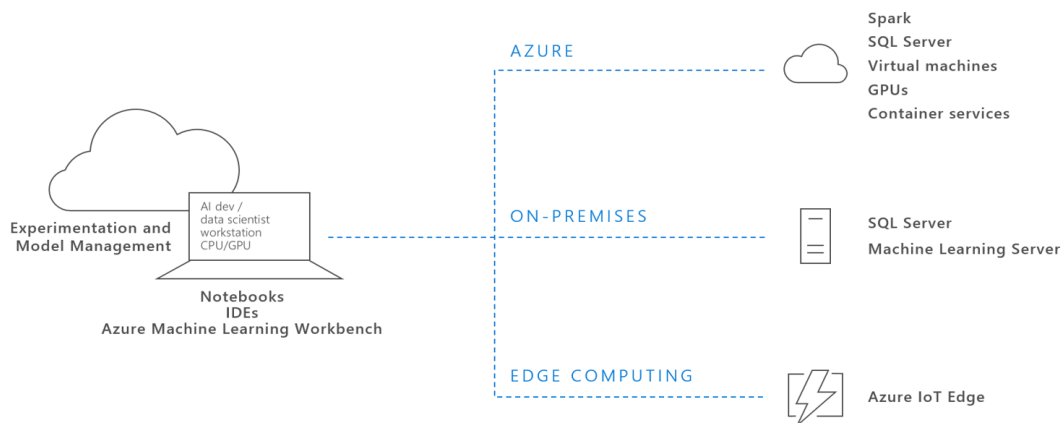 AZURE
Spark
SQL Server
Virtual machines
GPUs
Container services
Experimentation and
Model Management
AI dev /
data scientist
workstation
CPU/GPU
Notebooks
IDEs
Azure Machine Learning Workbench
ON-PREMISES
SQL Server
Machine Learning Server
EDGE COMPUTING
Azure IoT Edge